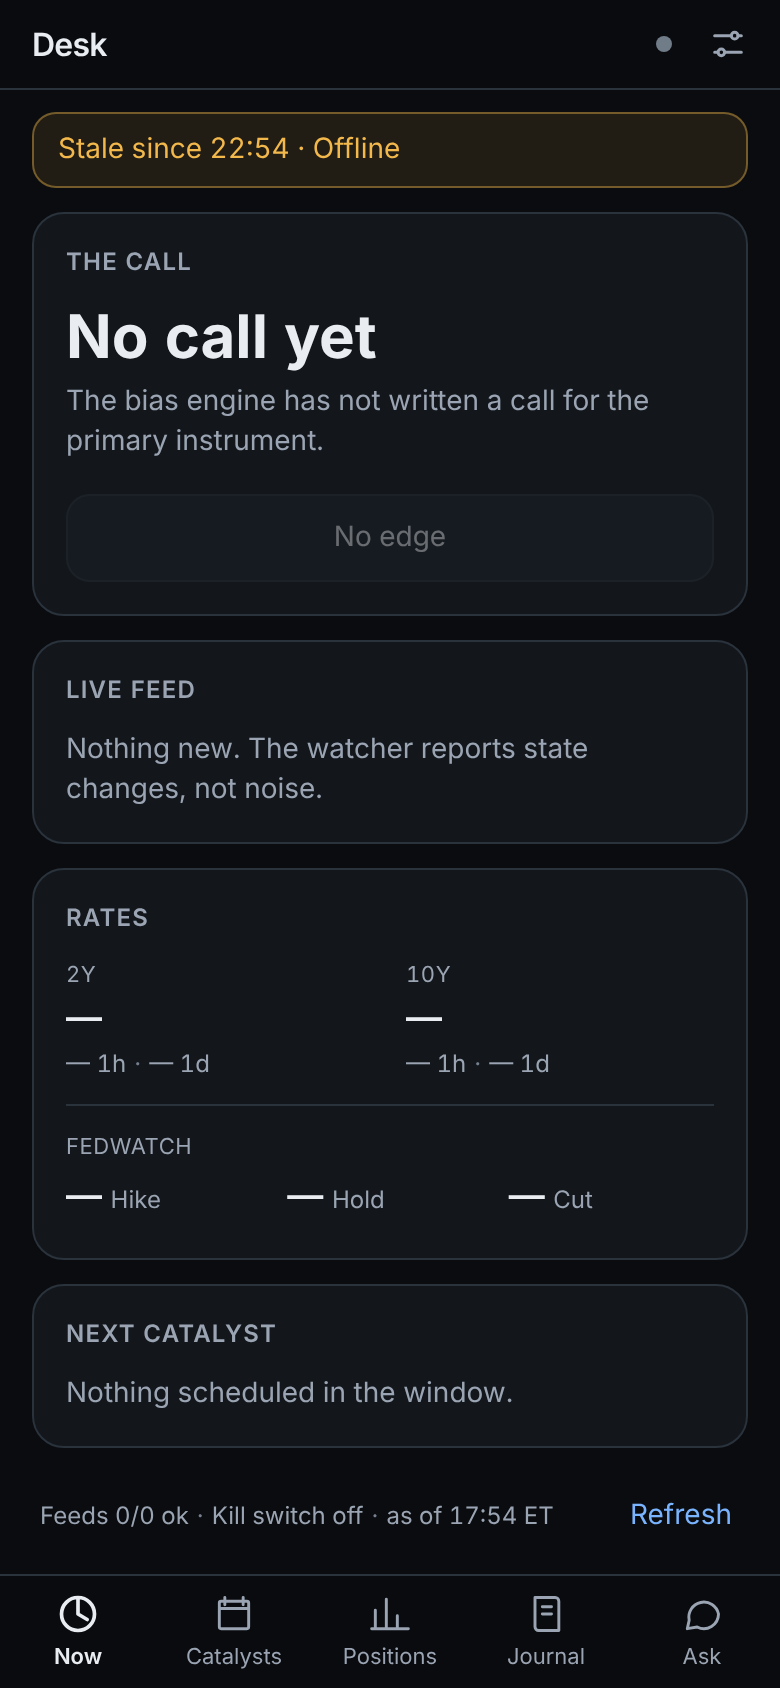 Desk
Stale since 22:54 · Offline
THE CALL
No call yet
The bias engine has not written a call for the
primary instrument.
No edge
LIVE FEED
Nothing new. The watcher reports state
changes, not noise.
RATES
2Y 10Y
— —
— 1h · — 1d — 1h · — 1d
FEDWATCH
— Hike — Hold — Cut
NEXT CATALYST
Nothing scheduled in the window.
Feeds 0/0 ok · Kill switch off · as of 17:54 ET Refresh
Now Catalysts Positions Journal Ask